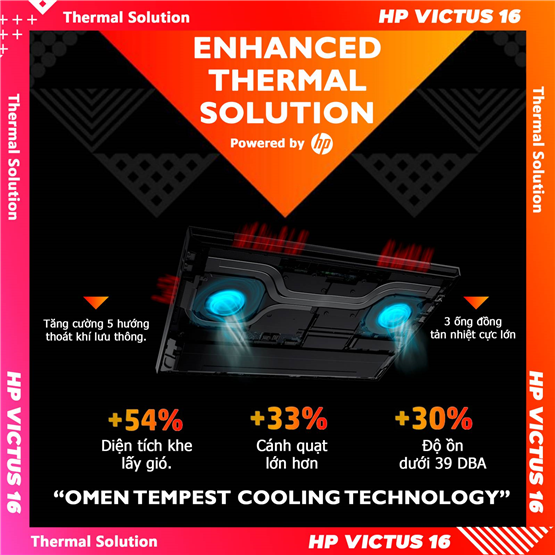 Thermal Solution
HP VICTUS 16
ENHANCED
THERMAL
SOLUTION
Powered by hp
Thermal Solution
Thermal Solution
Tăng cường 5 hướng
thoát khí lưu thông.
3 ống đồng
tản nhiệt cực lớn
+54%
Diện tích khe
lấy gió.
+33%
Cánh quạt
lớn hơn
+30%
Độ ồn
dưới 39 DBA
HP VICTUS 16
HP VICTUS 16
“OMEN TEMPEST COOLING TECHNOLOGY”
Thermal Solution
HP VICTUS 16